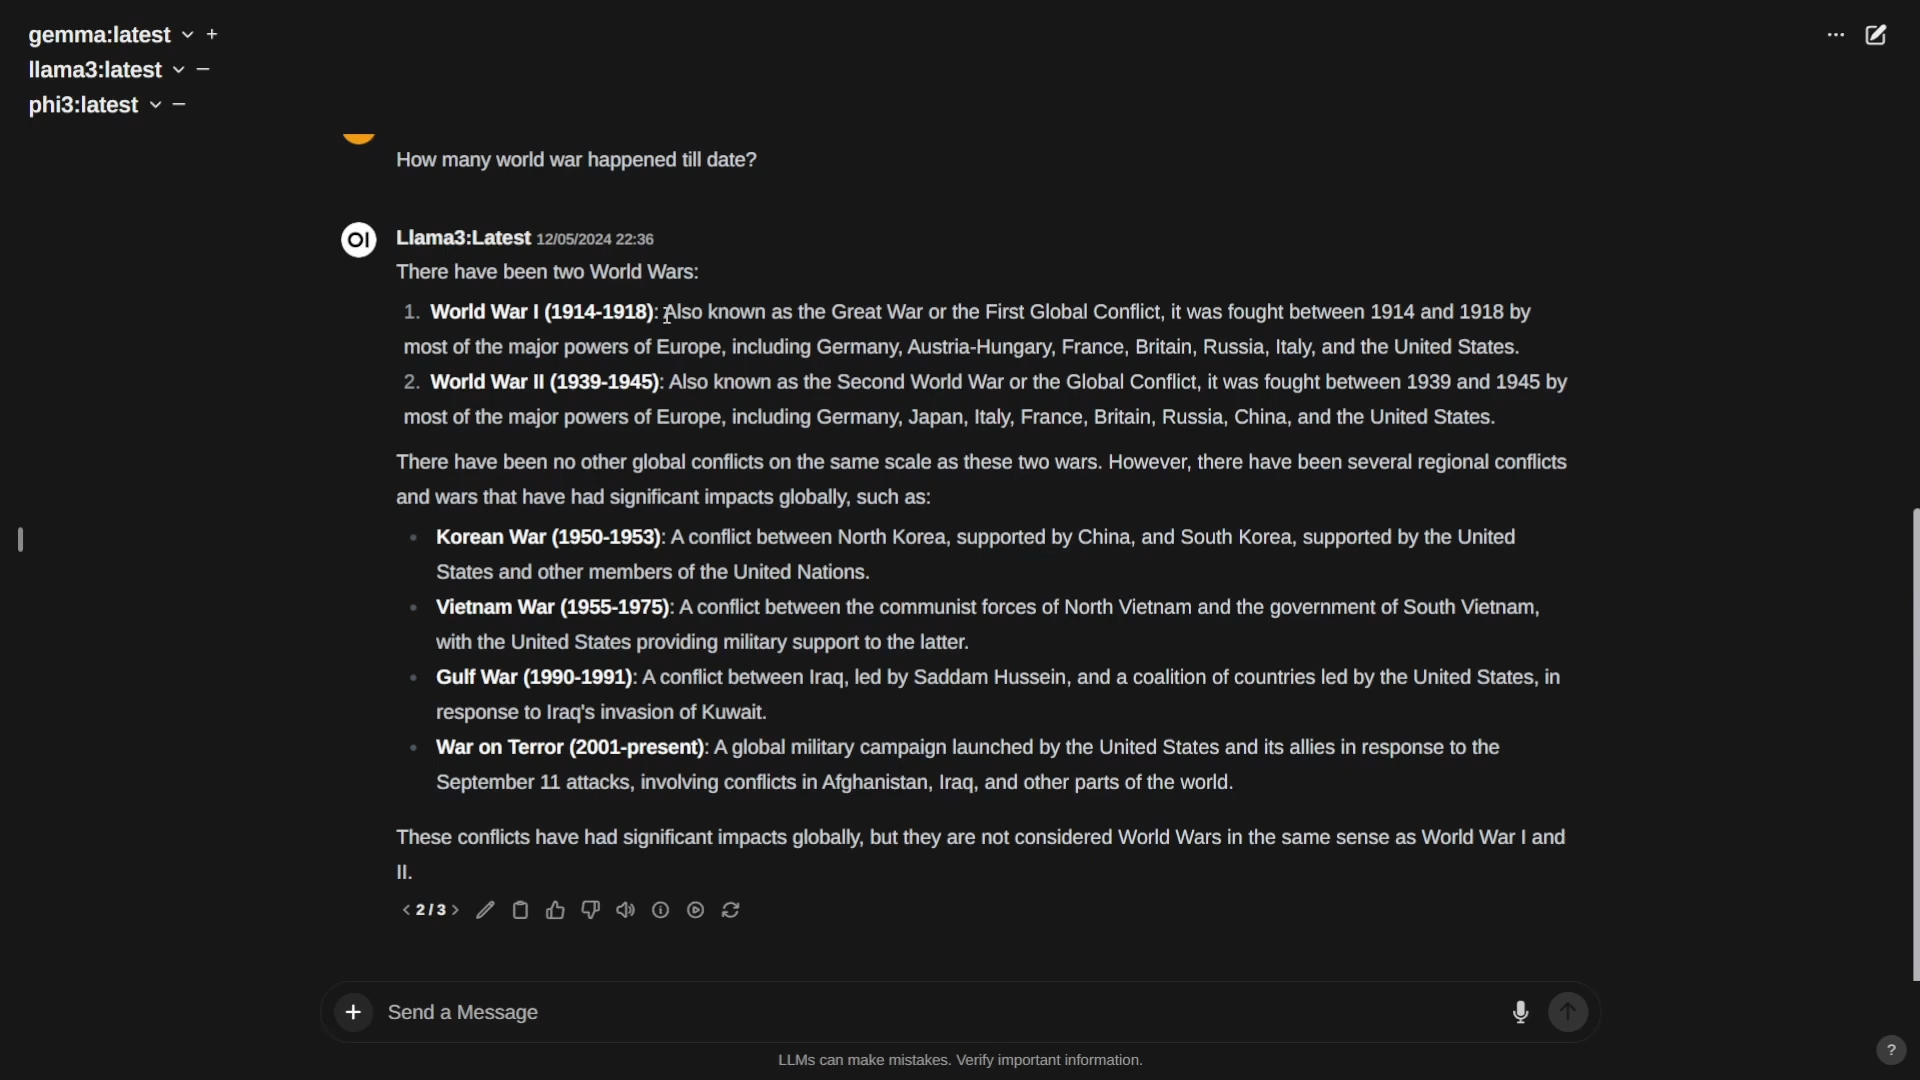 gemma:latest
llama3:latest
phi3:latest
How many world war happened till date?
OI
Llama3:Latest 12/05/2024 22:36
There have been two World Wars:
1. World War I (1914-1918): Also known as the Great War or the First Global Conflict, it was fought between 1914 and 1918 by
most of the major powers of Europe, including Germany, Austria-Hungary, France, Britain, Russia, Italy, and the United States.
2. World War II (1939-1945): Also known as the Second World War or the Global Conflict, it was fought between 1939 and 1945 by
most of the major powers of Europe, including Germany, Japan, Italy, France, Britain, Russia, China, and the United States.
There have been no other global conflicts on the same scale as these two wars. However, there have been several regional conflicts
and wars that have had significant impacts globally, such as:
• Korean War (1950-1953): A conflict between North Korea, supported by China, and South Korea, supported by the United
States and other members of the United Nations.
• Vietnam War (1955-1975): A conflict between the communist forces of North Vietnam and the government of South Vietnam,
with the United States providing military support to the latter.
• Gulf War (1990-1991): A conflict between Iraq, led by Saddam Hussein, and a coalition of countries led by the United States, in
response to Iraq's invasion of Kuwait.
• War on Terror (2001-present): A global military campaign launched by the United States and its allies in response to the
September 11 attacks, involving conflicts in Afghanistan, Iraq, and other parts of the world.
These conflicts have had significant impacts globally, but they are not considered World Wars in the same sense as World War I and
II.
2/3
Send a Message
LLMs can make mistakes. Verify important information.
?